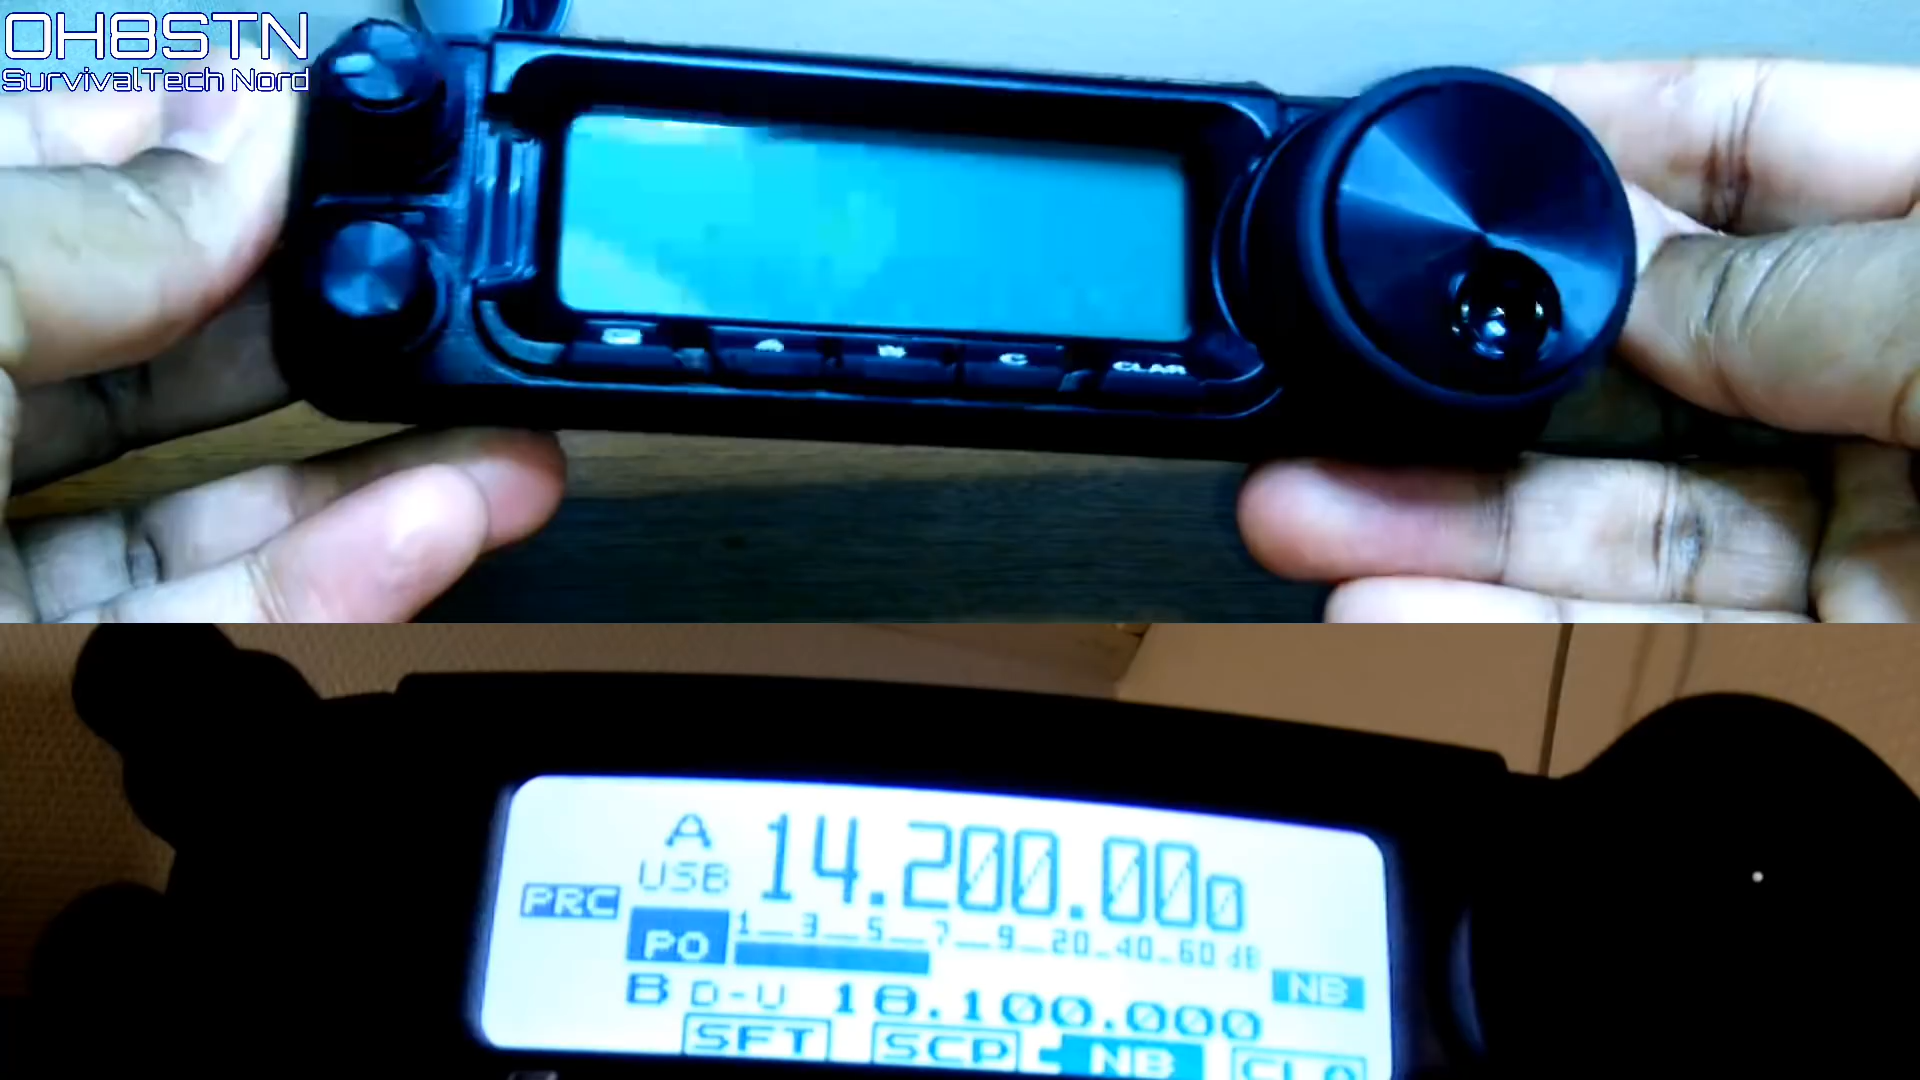 OH8STN
SurvivalTech Nord
C
CLAR
A 14.200.000
USB
PRC
PO 1 3 5 7 9 20 40 60 dB
NB
B D-U 18.100.000
SFT SCP NB